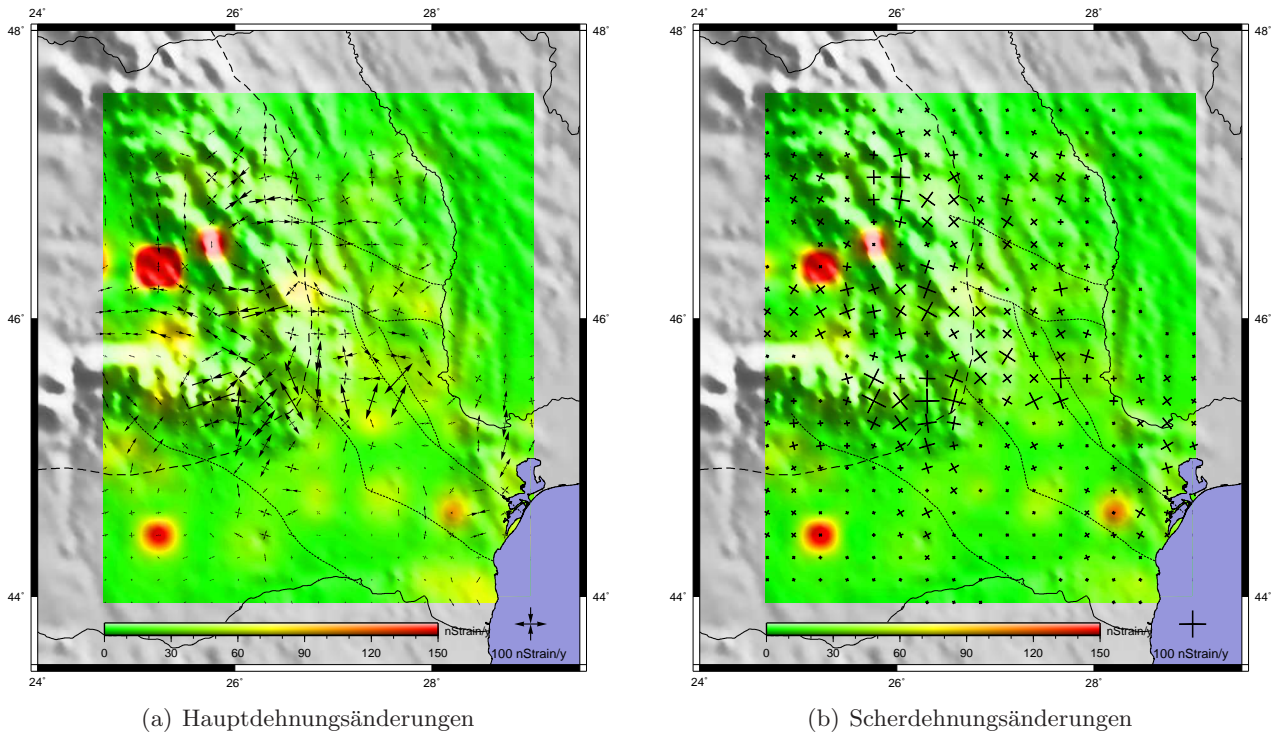 24° 26° 28°
48° 48°
46° 46°
44° 44°
nStrain/y
0 30 60 90 120 150
100 nStrain/y
24° 26° 28°
(a) Hauptdehnungsänderungen
24° 26° 28°
48° 48°
46° 46°
44° 44°
nStrain/y
0 30 60 90 120 150
100 nStrain/y
24° 26° 28°
(b) Scherdehnungsänderungen